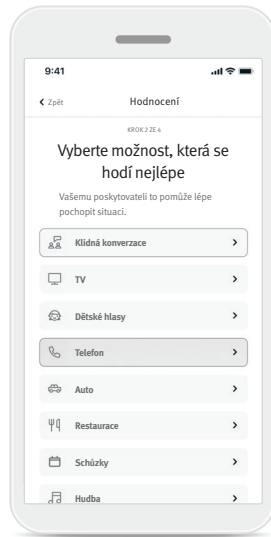 9:41
Zpět
Hodnocení
KROK 2 ZE 4
Vyberte možnost, která se
hodí nejlépe
Vašemu poskytovateli to pomůže lépe
pochopit situaci.
Klidná konverzace
TV
Dětské hlasy
Telefon
Auto
Restaurace
Schůzky
Hudba